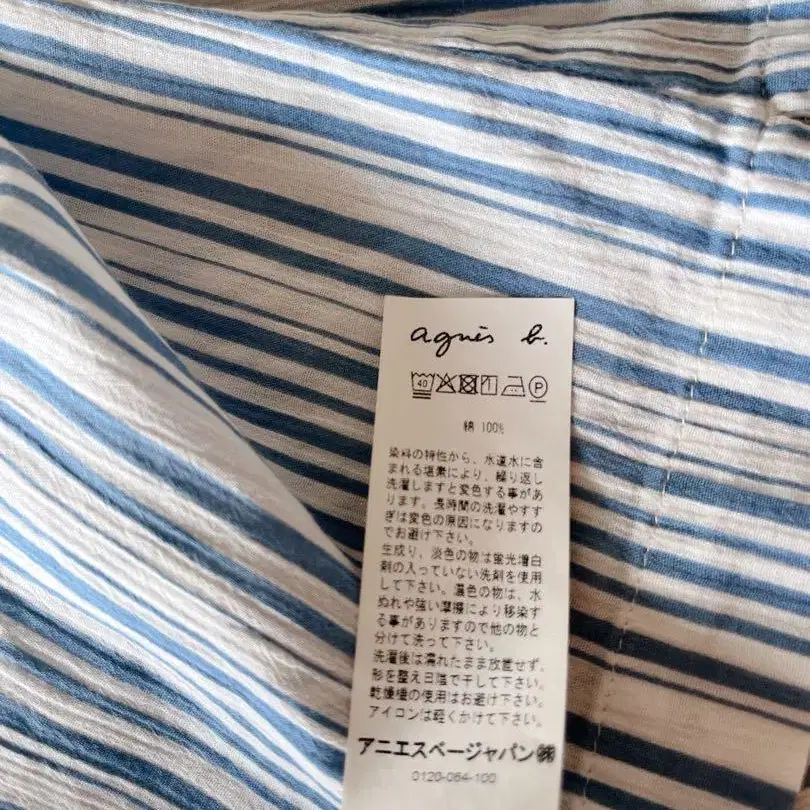 agnès b.
40 P
綿 100%
染料の特性から、水道水に含
まれる塩素により、繰り返し
洗濯しますと変色する事があ
ります。長時間の洗濯やすす
ぎは変色の原因になりますの
でお避け下さい。
生成り、淡色の物は蛍光増白
剤の入っていない洗剤を使用
して下さい。濃色の物は、水
ぬれや強い摩擦により移染す
る事がありますので他の物と
分けて洗って下さい。
洗濯後は濡れたまま放置せず、
形を整え日陰で干して下さい。
乾燥機の使用はお避け下さい。
アイロンは軽くかけて下さい。
アニエスベージャパン㈱
0120-064-100